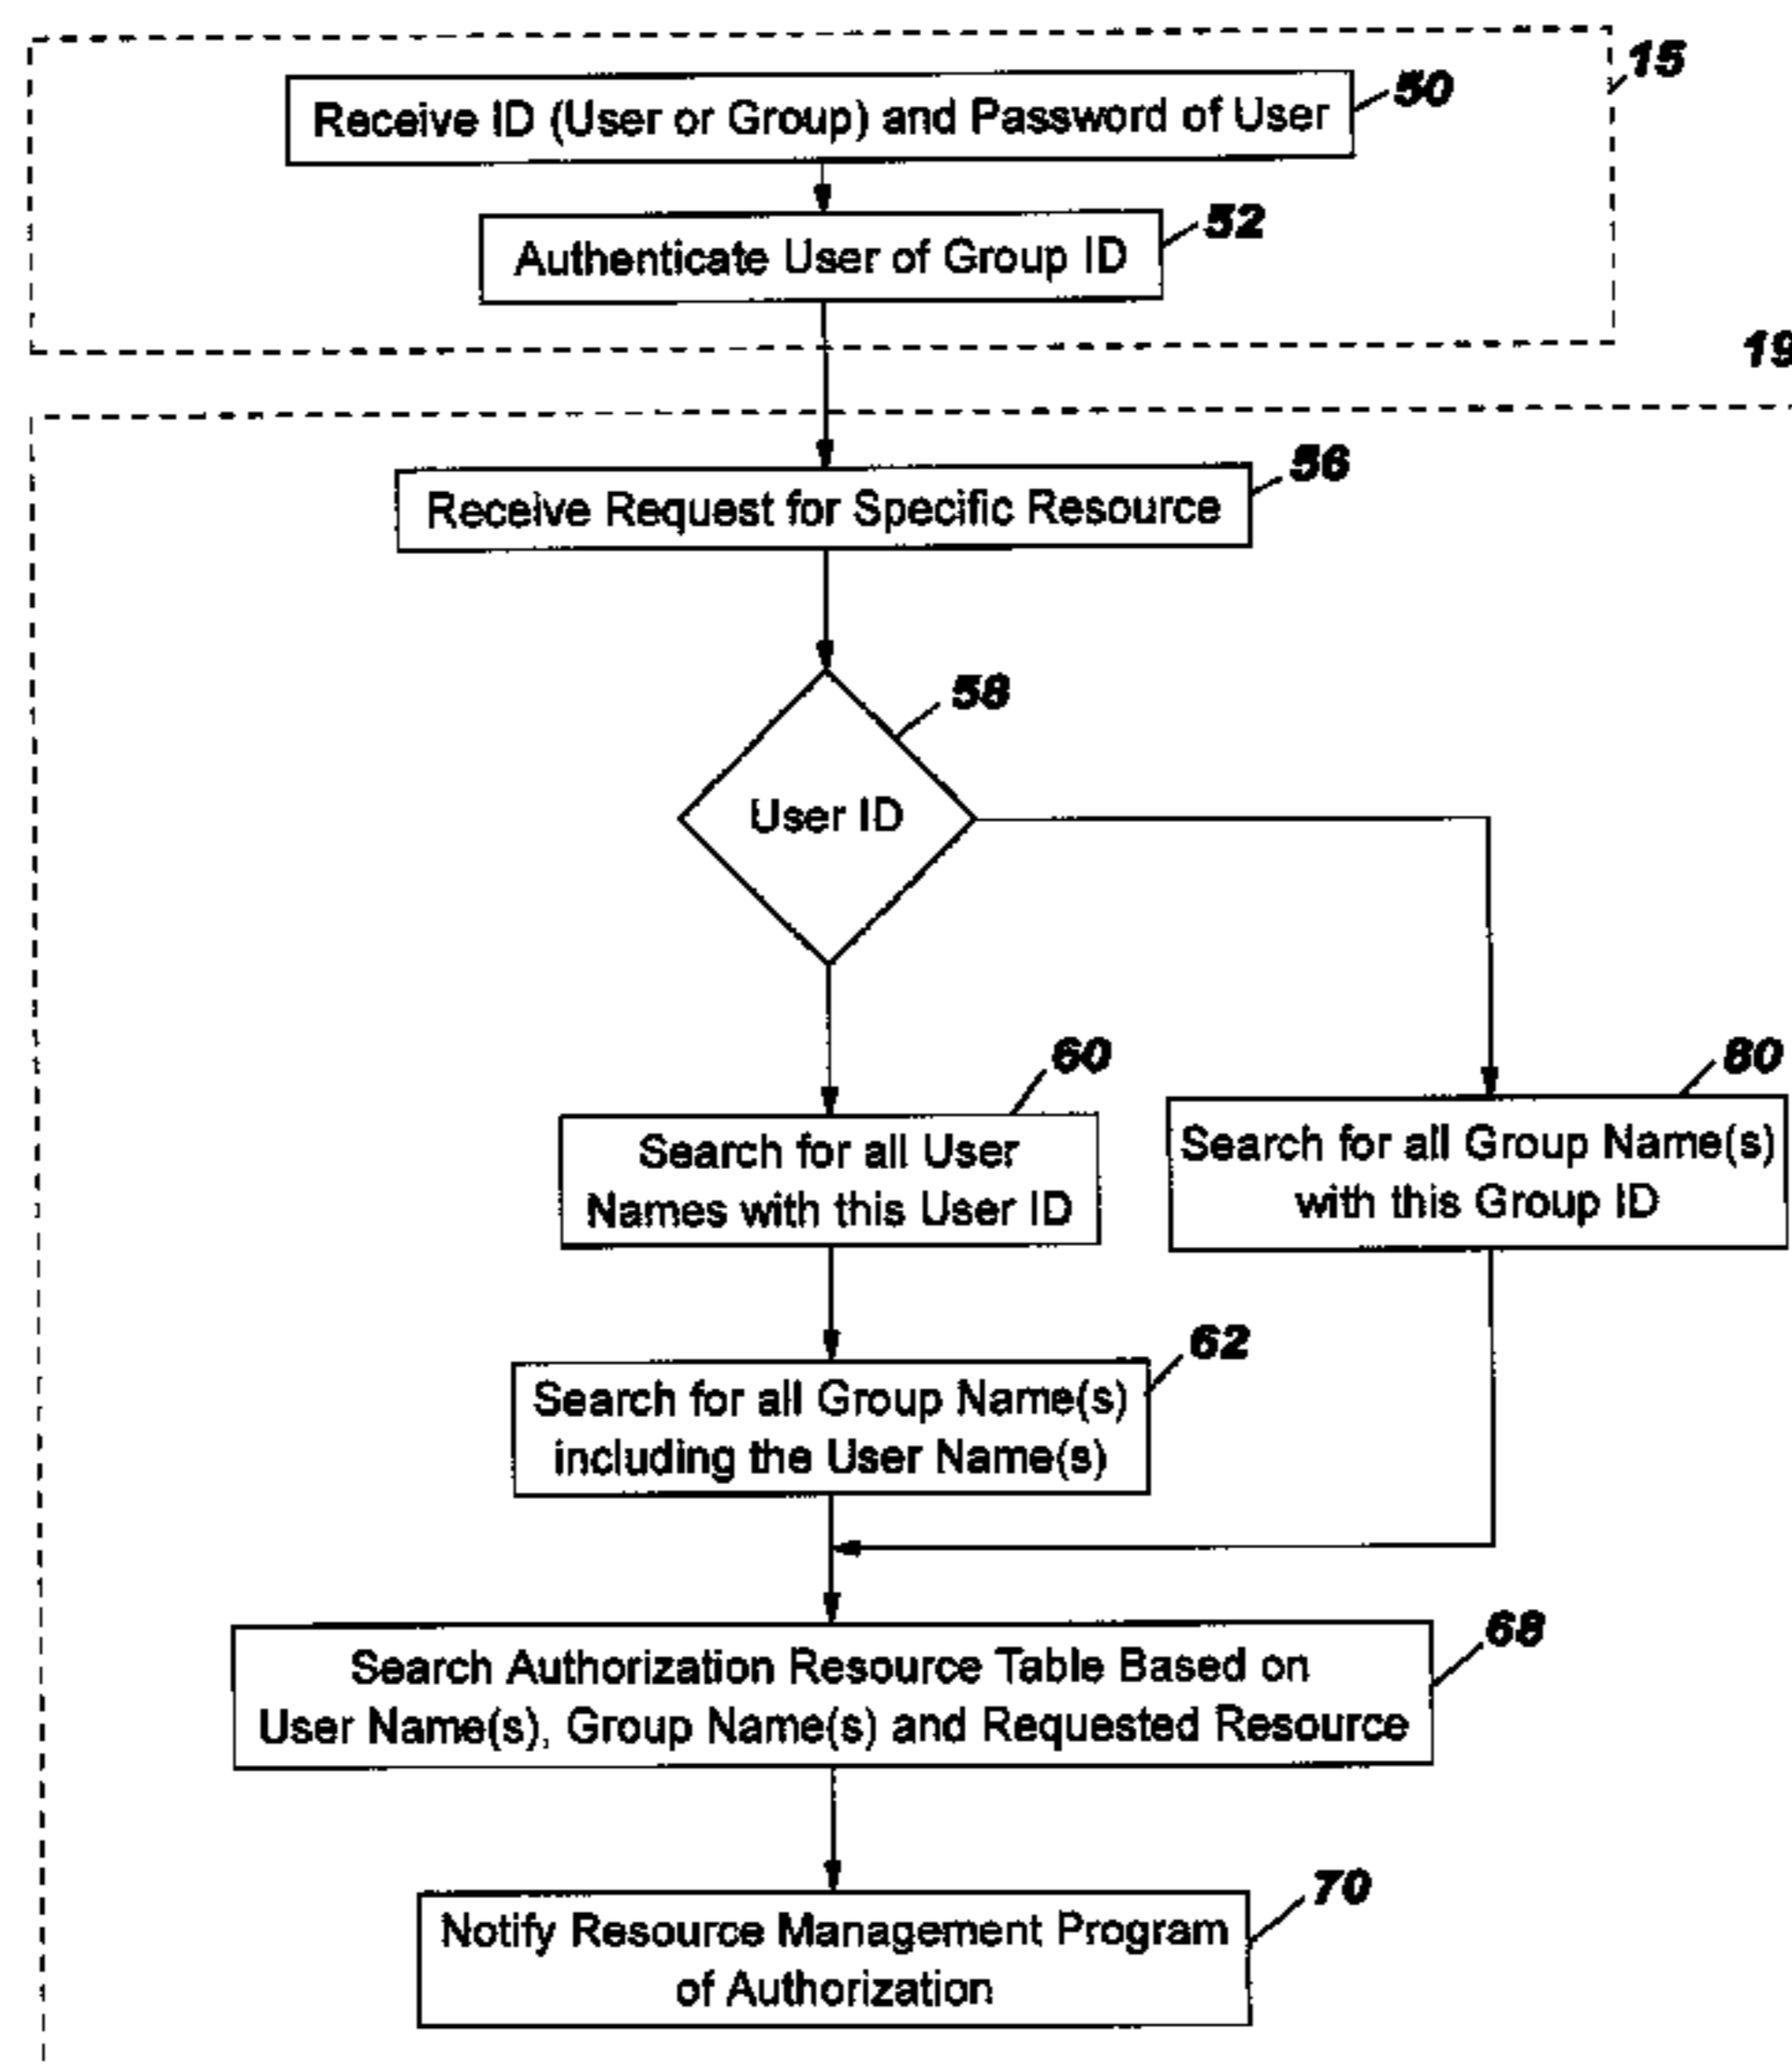 15
Receive ID (User or Group) and Password of User
50
Authenticate User of Group ID
52
19
Receive Request for Specific Resource
56
58
User ID
60
80
Search for all User
Names with this User ID
Search for all Group Name(s)
with this Group ID
62
Search for all Group Name(s)
including the User Name(s)
68
Search Authorization Resource Table Based on
User Name(s), Group Name(s) and Requested Resource
70
Notify Resource Management Program
of Authorization